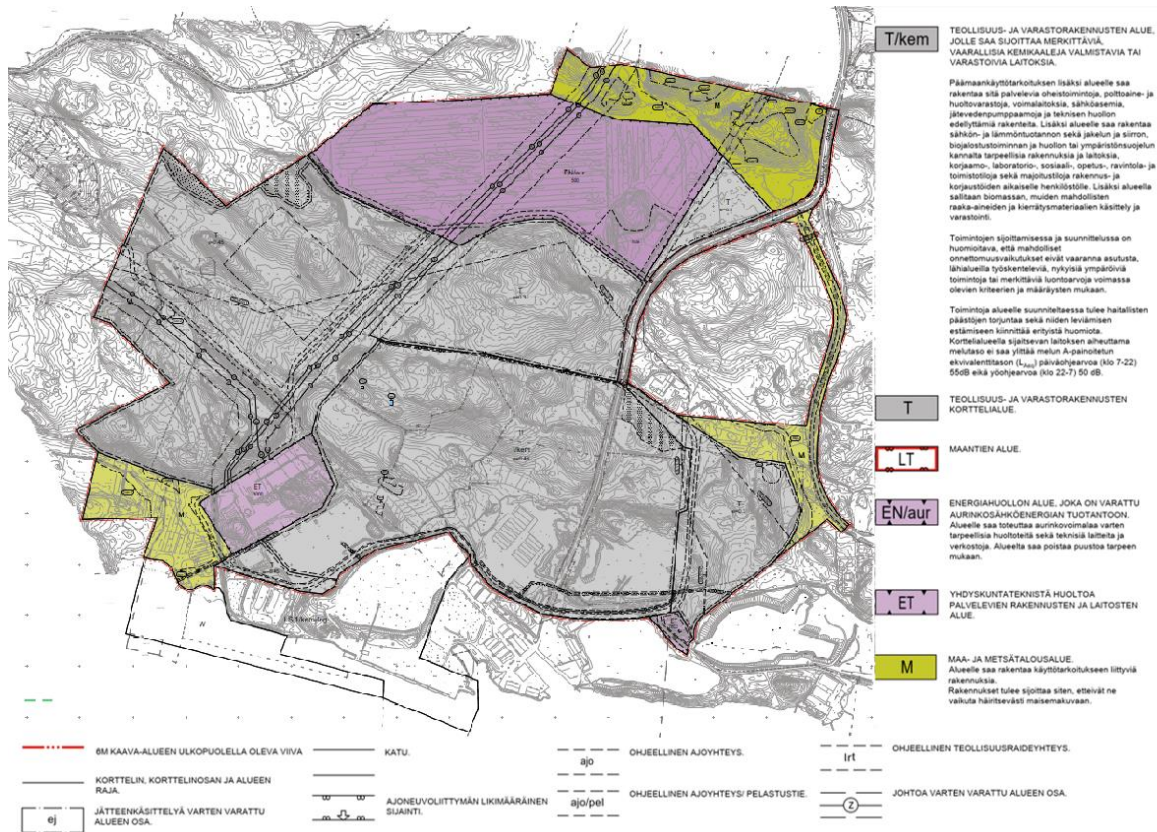 T/kem
TEOLLISUUS- JA VARASTORAKENNUSTEN ALUE,
JOLLE SAA SIJOITTAA MERKITTÄVIÄ,
VAARALLISIA KEMIKAALEJA VALMISTAVIA TAI
VARASTOIVIA LAITOKSIA.
Päämaankäyttötarkoituksen lisäksi alueelle saa
rakentaa sitä palvelevia oheistoimintoja, polttoaine- ja
huoltovarastoja, voimalaitoksia, sähköasemia,
jätevedenpumppaamoja ja teknisen huollon
edellyttämiä rakenteita. Lisäksi alueelle saa rakentaa
sähkön- ja lämmöntuotannon sekä jakelun ja siirron,
biojalostustoiminnan ja huollon tai ympäristönsuojelun
kannalta tarpeellisia rakennuksia ja laitoksia,
korjaamo-, laboratorio-, sosiaali-, opetus-, ravintola- ja
toimistotiloja sekä majoitustiloja rakennus- ja
korjaustöiden aikaiselle henkilöstölle. Lisäksi alueella
sallitaan biomassan, muiden mahdollisten
raaka-aineiden ja kierrätysmateriaalien käsittely ja
varastointi.
Toimintojen sijoittamisessa ja suunnittelussa on
huomioitava, että mahdolliset
onnettomuusvaikutukset eivät vaaranna asutusta,
lähialueilla työskenteleviä, nykyisiä ympäröiviä
toimintoja tai merkittäviä luontoarvoja voimassa
olevien kriteerien ja määräysten mukaan.
Toimintoja alueelle suunniteltaessa tulee haitallisten
päästöjen torjuntaa sekä niiden leviämisen
estämiseen kiinnittää erityistä huomiota.
Korttelialueella sijaitsevan laitoksen aiheuttama
melutaso ei saa ylittää melun A-painotetun
ekvivalenttitason (LAeq) päiväohjearvoa (klo 7-22)
55dB eikä yöohjearvoa (klo 22-7) 50 dB.
T
TEOLLISUUS- JA VARASTORAKENNUSTEN
KORTTELIALUE.
LT
MAANTIEN ALUE.
EN/aur
ENERGIAHUOLLON ALUE, JOKA ON VARATTU
AURINKOSÄHKÖENERGIAN TUOTANTOON.
Alueelle saa toteuttaa aurinkovoimalaa varten
tarpeellisia huoltoteitä sekä teknisiä laitteita ja
verkostoja. Alueelta saa poistaa puustoa tarpeen
mukaan.
ET
YHDYSKUNTATEKNISTÄ HUOLTOA
PALVELEVIEN RAKENNUSTEN JA LAITOSTEN
ALUE.
M
MAA- JA METSÄTALOUSALUE.
Alueelle saa rakentaa käyttötarkoitukseen liittyviä
rakennuksia.
Rakennukset tulee sijoittaa siten, etteivät ne
vaikuta häiritsevästi maisemakuvaan.
M
T
M
M
ET
M
T
6M KAAVA-ALUEEN ULKOPUOLELLA OLEVA VIIVA
KORTTELIN, KORTTELINOSAN JA ALUEEN
RAJA.
ej
JÄTTEENKÄSITTELYÄ VARTEN VARATTU
ALUEEN OSA.
KATU.
AJONEUVOLIITTYMÄN LIKIMÄÄRÄINEN
SIJAINTI.
ajo
OHJEELLINEN AJOYHTEYS.
ajo/pel
OHJEELLINEN AJOYHTEYS/ PELASTUSTIE.
lrt
OHJEELLINEN TEOLLISUUSRAIDEYHTEYS.
Z
JOHTOA VARTEN VARATTU ALUEEN OSA.